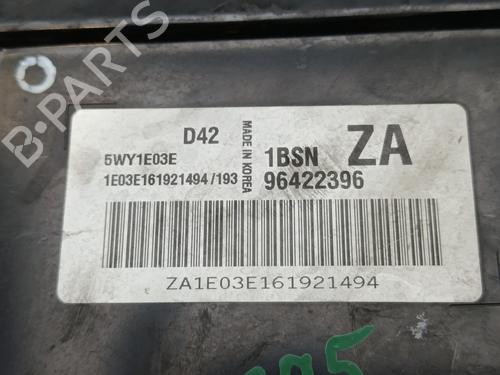 D42
5WY1E03E
1E03E161921494/193
MADE IN KOREA
1BSN
ZA
96422396
ZA1E03E161921494
B-PARTS